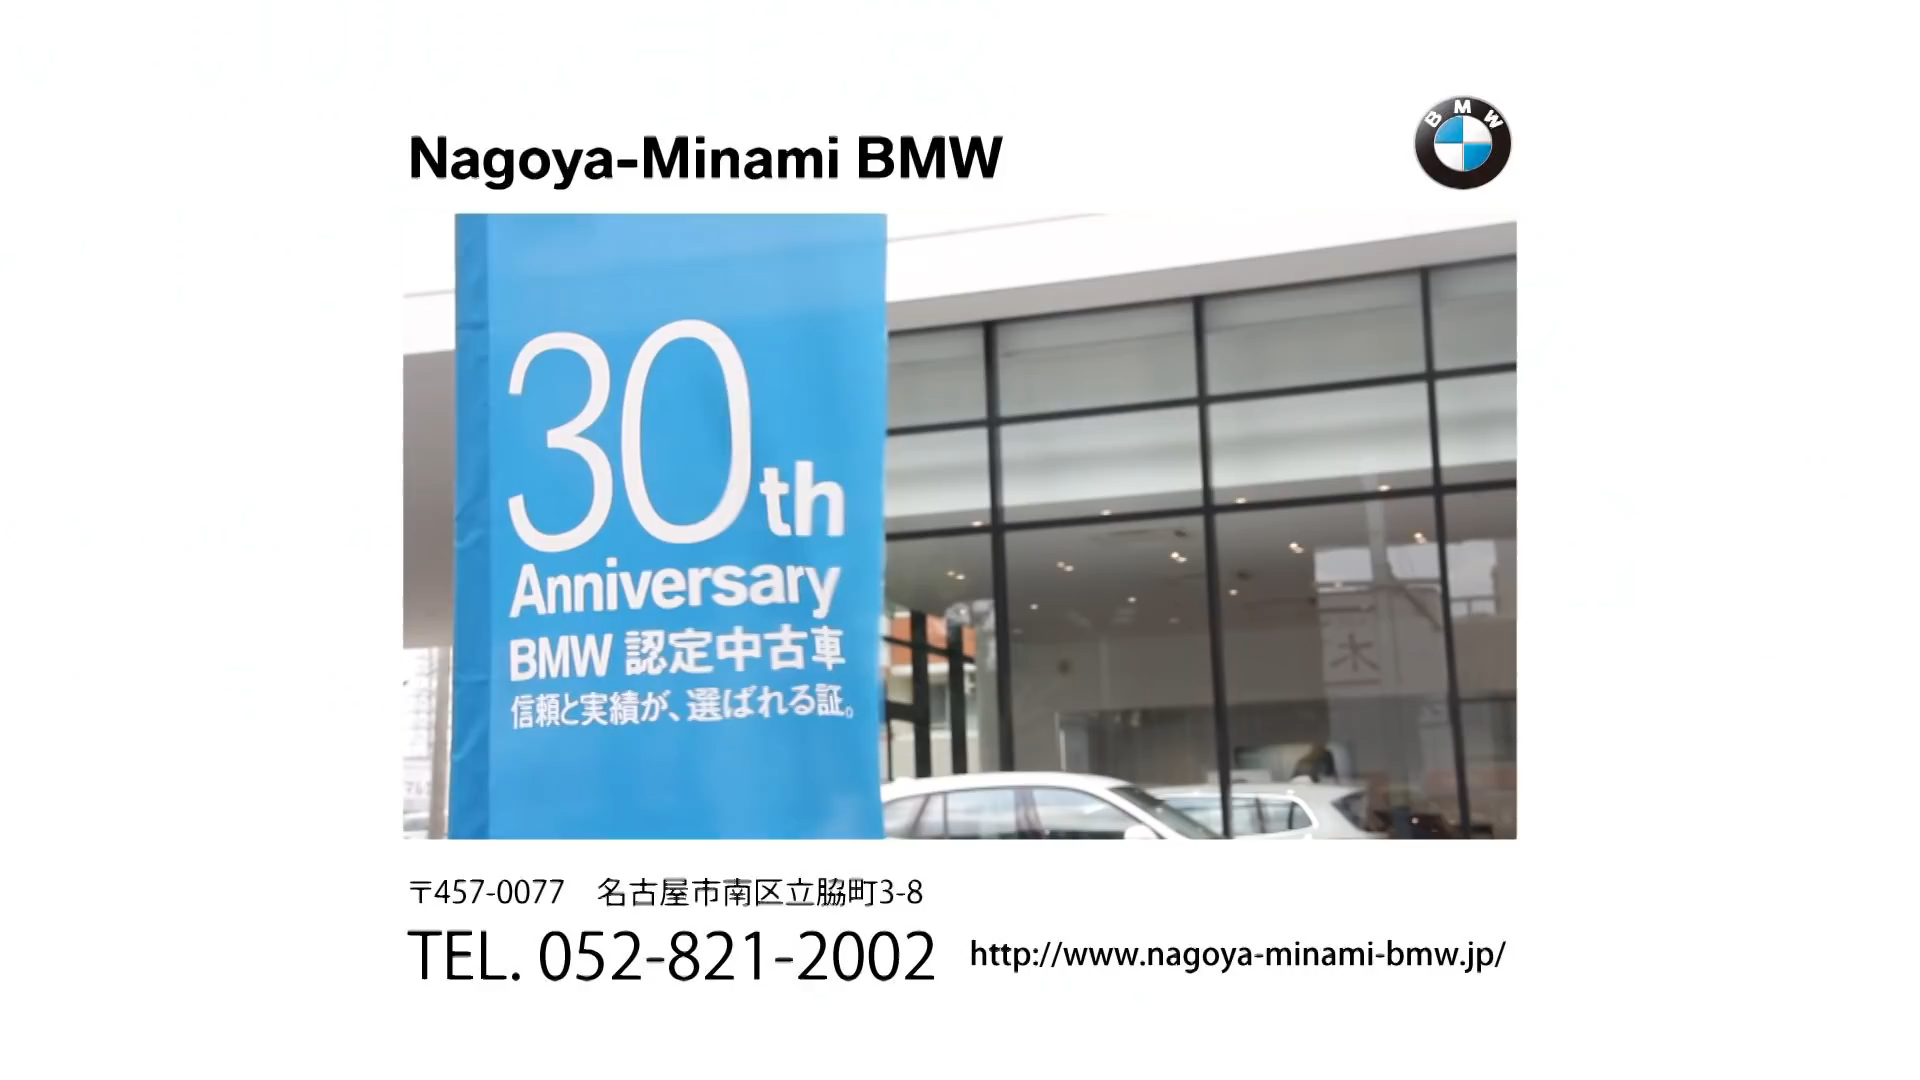 Nagoya-Minami BMW
BMW
30th
Anniversary
BMW 認定中古車
信頼と実績が、選ばれる証。
〒457-0077　名古屋市南区立脇町3-8
TEL. 052-821-2002
http://www.nagoya-minami-bmw.jp/